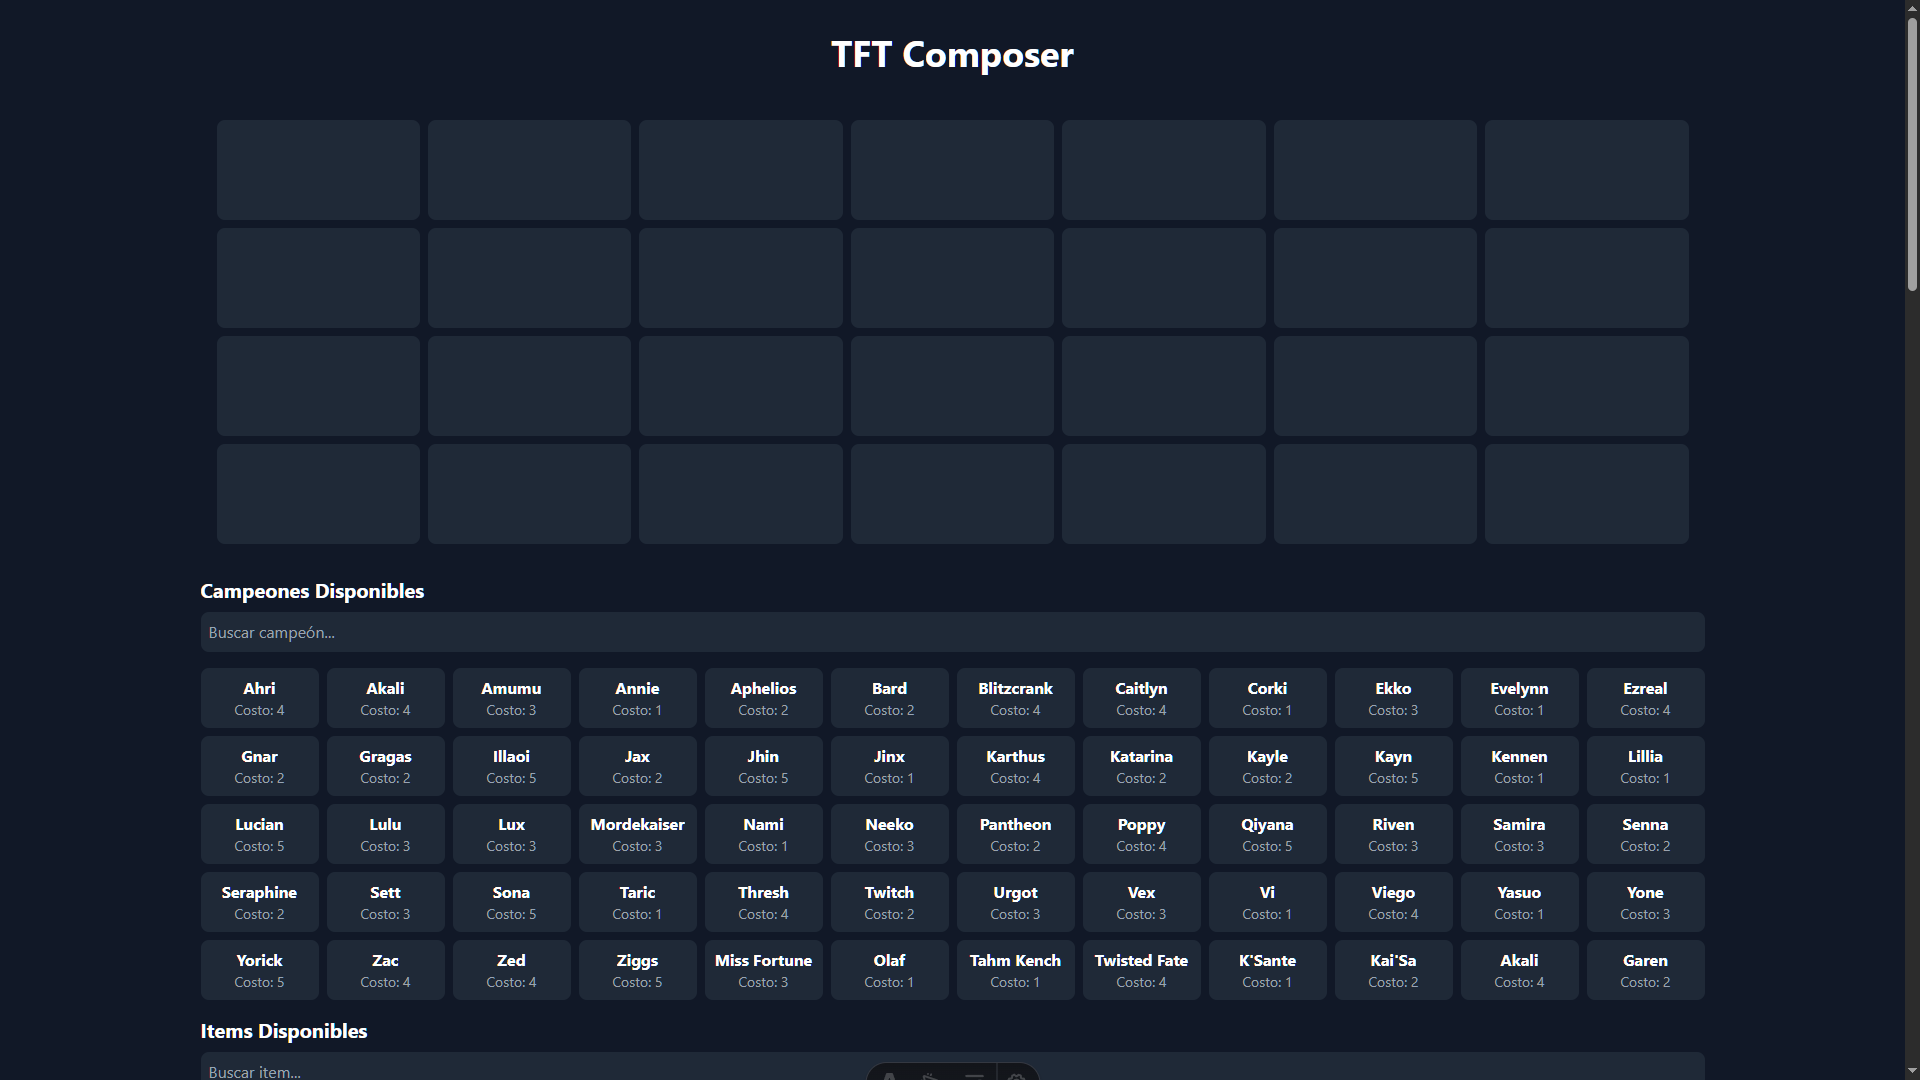 TFT Composer
Campeones Disponibles
Buscar campeón...
Ahri Akali Amumu Annie Aphelios Bard Blitzcrank Caitlyn Corki Ekko Evelynn Ezreal
Costo: 4 Costo: 4 Costo: 3 Costo: 1 Costo: 2 Costo: 2 Costo: 4 Costo: 4 Costo: 1 Costo: 3 Costo: 1 Costo: 4
Gnar Gragas Illaoi Jax Jhin Jinx Karthus Katarina Kayle Kayn Kennen Lillia
Costo: 2 Costo: 2 Costo: 5 Costo: 2 Costo: 5 Costo: 1 Costo: 4 Costo: 2 Costo: 2 Costo: 5 Costo: 1 Costo: 1
Lucian Lulu Lux Mordekaiser Nami Neeko Pantheon Poppy Qiyana Riven Samira Senna
Costo: 5 Costo: 3 Costo: 3 Costo: 3 Costo: 1 Costo: 3 Costo: 2 Costo: 4 Costo: 5 Costo: 3 Costo: 3 Costo: 2
Seraphine Sett Sona Taric Thresh Twitch Urgot Vex Vi Viego Yasuo Yone
Costo: 2 Costo: 3 Costo: 5 Costo: 1 Costo: 4 Costo: 2 Costo: 3 Costo: 3 Costo: 1 Costo: 4 Costo: 1 Costo: 3
Yorick Zac Zed Ziggs Miss Fortune Olaf Tahm Kench Twisted Fate K'Sante Kai'Sa Akali Garen
Costo: 5 Costo: 4 Costo: 4 Costo: 5 Costo: 3 Costo: 1 Costo: 1 Costo: 4 Costo: 1 Costo: 2 Costo: 4 Costo: 2
Items Disponibles
Buscar item...